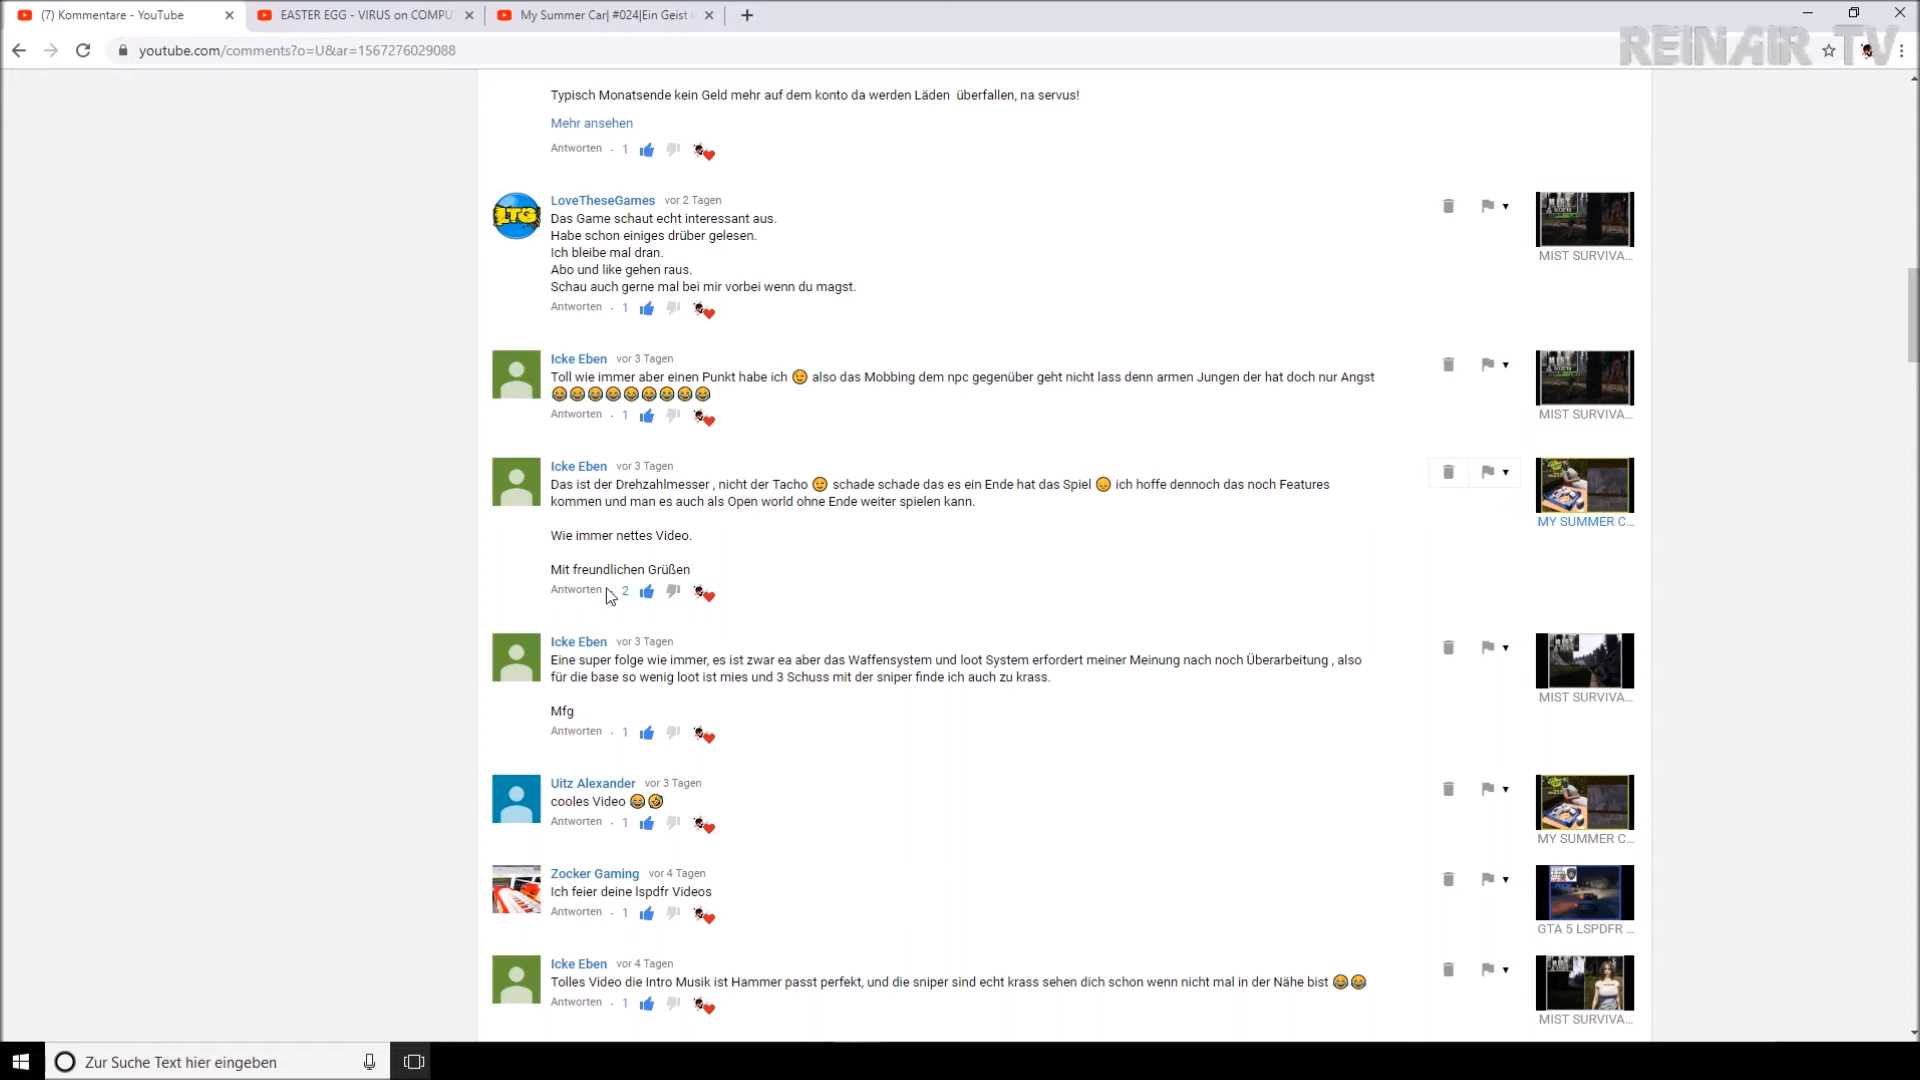 (7) Kommentare - YouTube
EASTER EGG - VIRUS on COMPU
My Summer Car| #024|Ein Geist
REINAIR TV
youtube.com/comments?o=U&ar=1567276029088
Typisch Monatsende kein Geld mehr auf dem konto da werden Läden überfallen, na servus!
Mehr ansehen
Antworten · 1
LoveTheseGames vor 2 Tagen
LTG
Das Game schaut echt interessant aus.
Habe schon einiges drüber gelesen.
Ich bleibe mal dran.
Abo und like gehen raus.
Schau auch gerne mal bei mir vorbei wenn du magst.
Antworten · 1
MIST SURVIVA...
Icke Eben vor 3 Tagen
Toll wie immer aber einen Punkt habe ich 😉 also das Mobbing dem npc gegenüber geht nicht lass denn armen Jungen der hat doch nur Angst
😂😂😂😂😂😂😂😂😂
Antworten · 1
MIST SURVIVA...
Icke Eben vor 3 Tagen
Das ist der Drehzahlmesser , nicht der Tacho 😉 schade schade das es ein Ende hat das Spiel 😞 ich hoffe dennoch das noch Features
kommen und man es auch als Open world ohne Ende weiter spielen kann.
Wie immer nettes Video.
Mit freundlichen Grüßen
Antworten · 2
MY SUMMER C...
Icke Eben vor 3 Tagen
Eine super folge wie immer, es ist zwar ea aber das Waffensystem und loot System erfordert meiner Meinung nach noch Überarbeitung , also
für die base so wenig loot ist mies und 3 Schuss mit der sniper finde ich auch zu krass.
Mfg
Antworten · 1
MIST SURVIVA...
Uitz Alexander vor 3 Tagen
cooles Video 😂🤣
Antworten · 1
MY SUMMER C...
Zocker Gaming vor 4 Tagen
Ich feier deine lspdfr Videos
Antworten · 1
GTA 5 LSPDFR ...
Icke Eben vor 4 Tagen
Tolles Video die Intro Musik ist Hammer passt perfekt, und die sniper sind echt krass sehen dich schon wenn nicht mal in der Nähe bist 😂😂
Antworten · 1
MIST SURVIVA...
Zur Suche Text hier eingeben